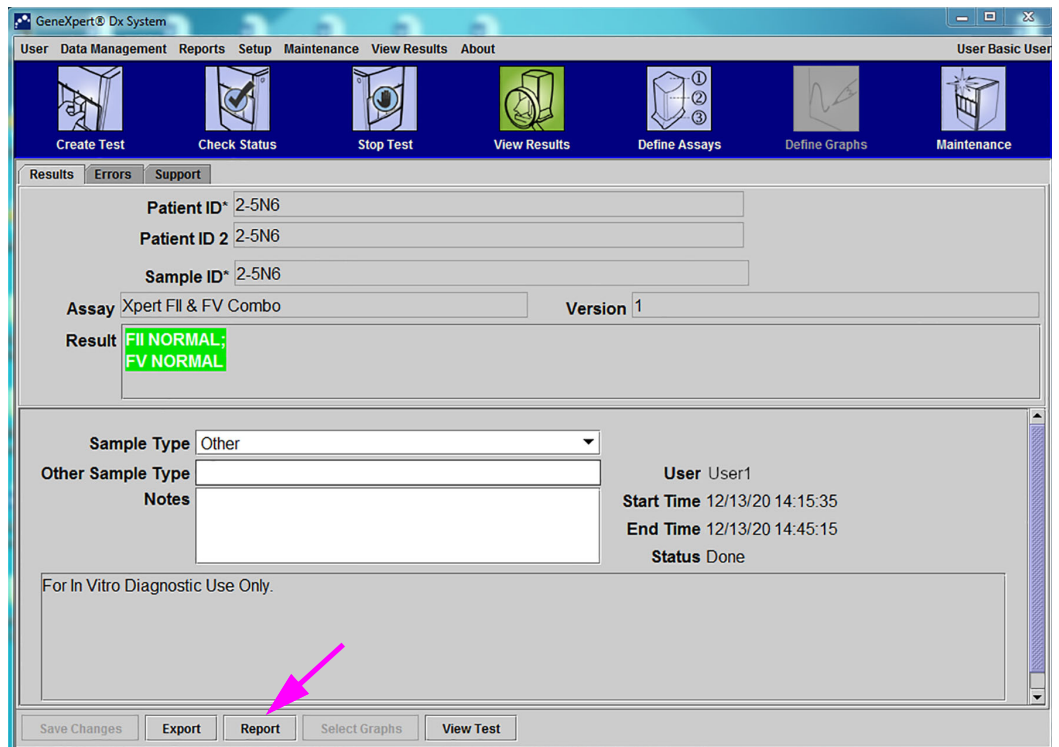 GeneXpert® Dx System
User Data Management Reports Setup Maintenance View Results About User Basic User
① ② ③
Create Test Check Status Stop Test View Results Define Assays Define Graphs Maintenance
Results Errors Support
Patient ID* 2-5N6
Patient ID 2 2-5N6
Sample ID* 2-5N6
Assay Xpert FII & FV Combo Version 1
Result FII NORMAL;
FV NORMAL
Sample Type Other
Other Sample Type User User1
Notes Start Time 12/13/20 14:15:35
End Time 12/13/20 14:45:15
Status Done
For In Vitro Diagnostic Use Only.
Save Changes Export Report Select Graphs View Test